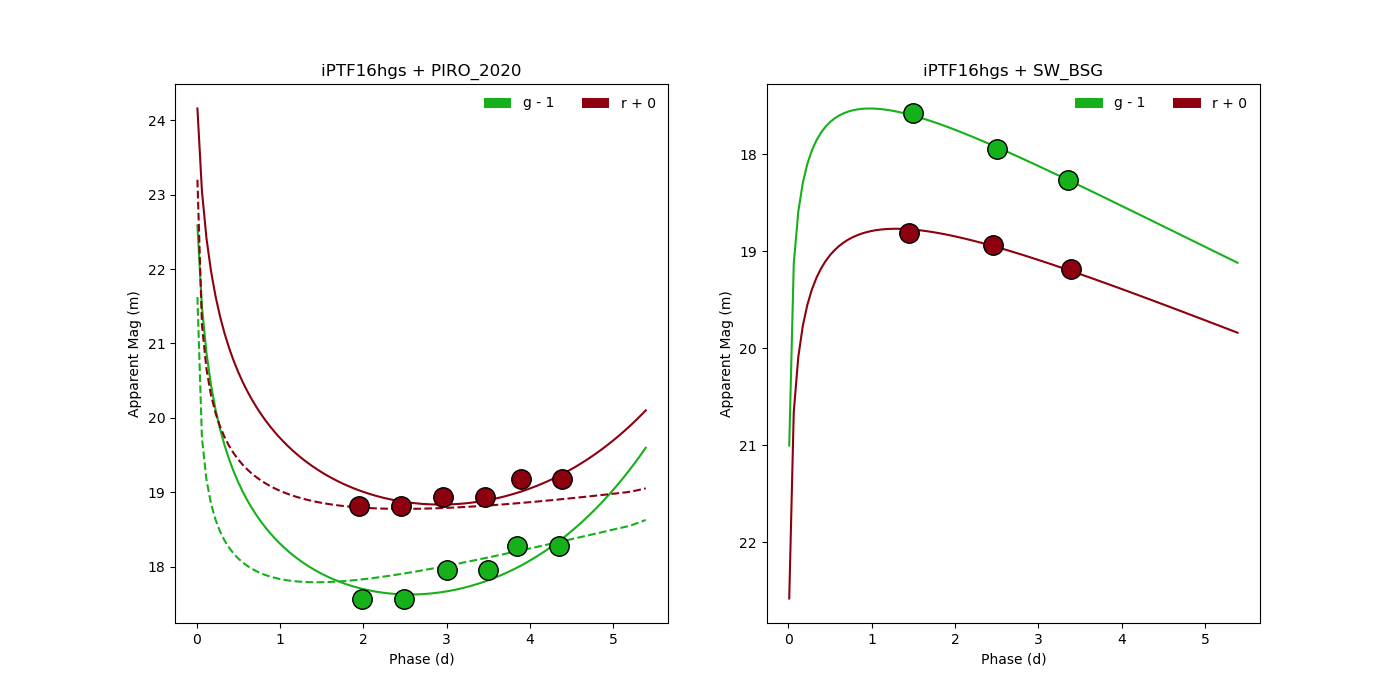 iPTF16hgs + PIRO_2020
g - 1
r + 0
24
23
22
21
20
19
18
Apparent Mag (m)
0 1 2 3 4 5
Phase (d)
iPTF16hgs + SW_BSG
g - 1
r + 0
18
19
20
21
22
Apparent Mag (m)
0 1 2 3 4 5
Phase (d)